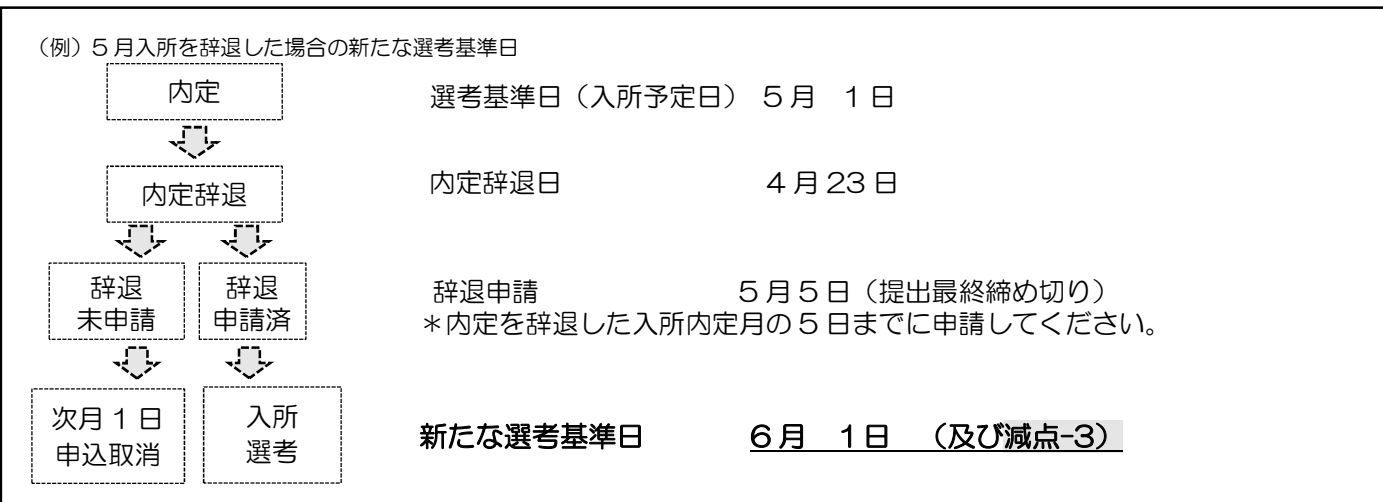 （例）５月入所を辞退した場合の新たな選考基準日
内定
選考基準日（入所予定日） ５月　１日
内定辞退
内定辞退日　４月23日
辞退
未申請
辞退
申請済
辞退申請　５月５日（提出最終締め切り）
＊内定を辞退した入所内定月の５日までに申請してください。
次月１日
申込取消
入所
選考
新たな選考基準日　６月　１日　（及び減点-3）